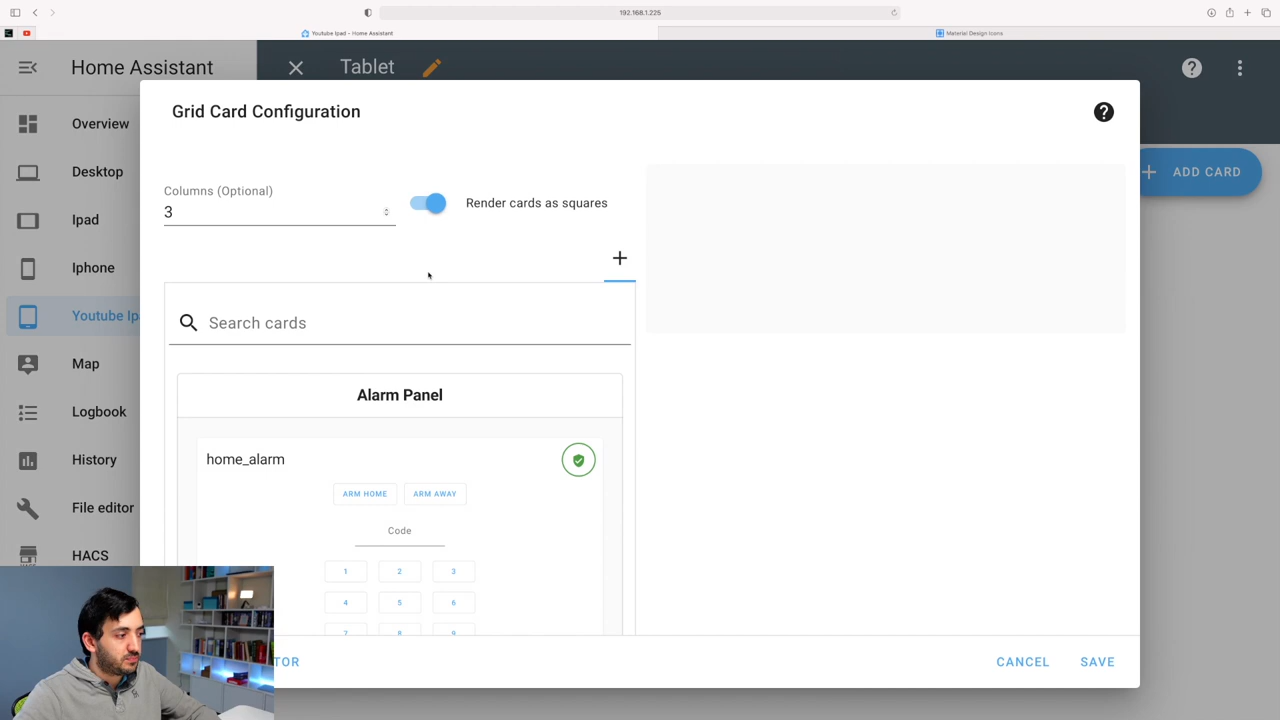 192.168.1.225
Youtube Ipad – Home Assistant
Material Design Icons
Home Assistant
Tablet
Overview
Desktop
Ipad
Iphone
Youtube Ip
Map
Logbook
History
File editor
HACS
ADD CARD
Grid Card Configuration
Columns (Optional)
3
Render cards as squares
Search cards
Alarm Panel
home_alarm
ARM HOME
ARM AWAY
Code
1 2 3
4 5 6
7 8 9
TOR
CANCEL
SAVE